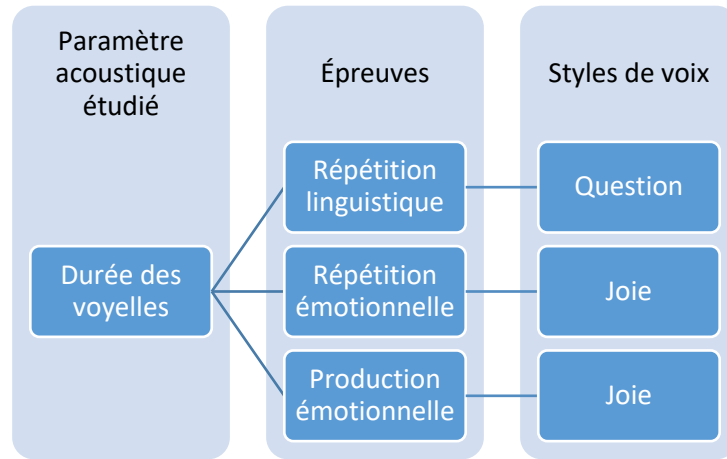 Paramètre
acoustique
étudié
Épreuves
Styles de voix
Durée des
voyelles
Répétition
linguistique
Question
Répétition
émotionnelle
Joie
Production
émotionnelle
Joie